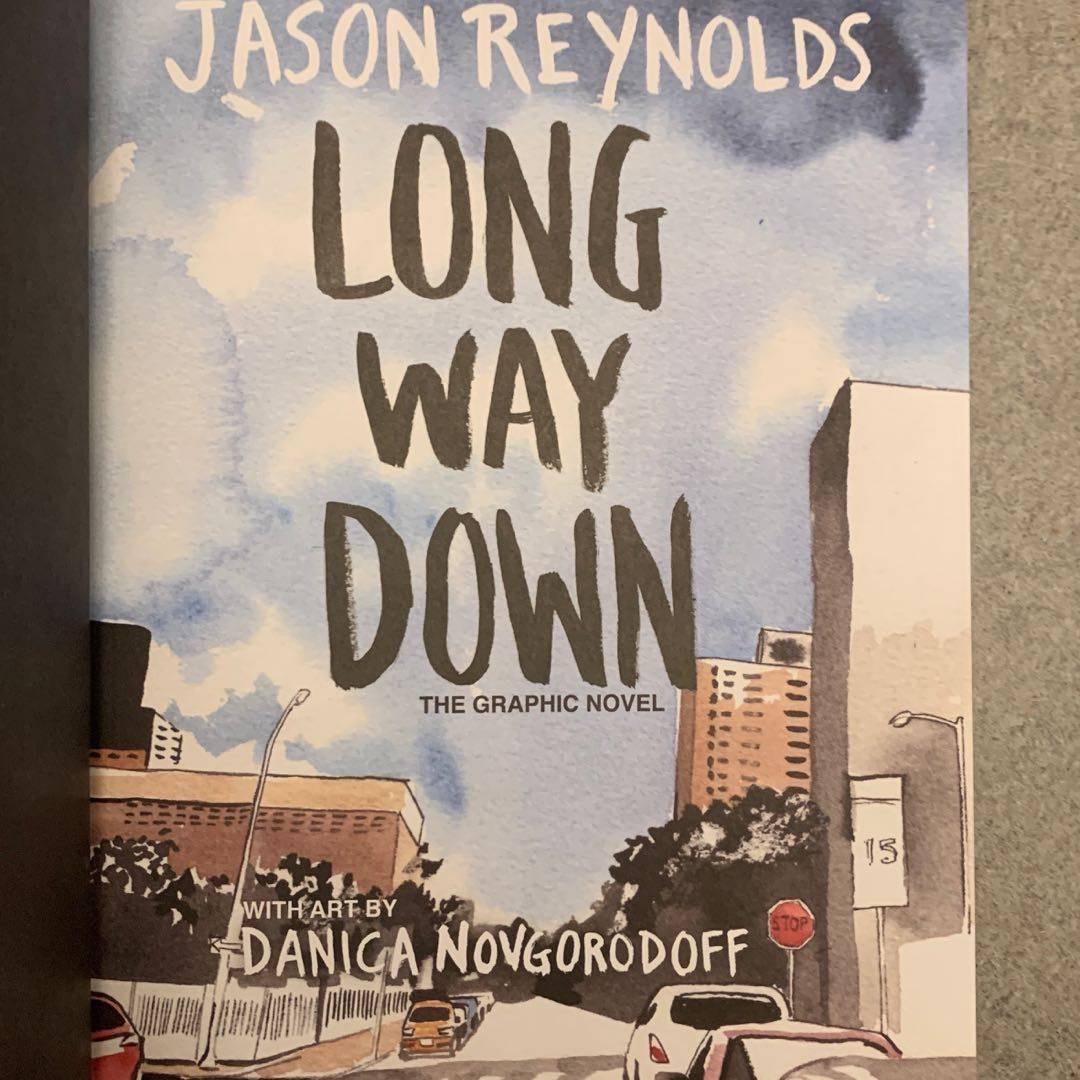 JASON REYNOLDS
LONG
WAY
DOWN
THE GRAPHIC NOVEL
15
STOP
WITH ART BY
DANICA NOVGORODOFF